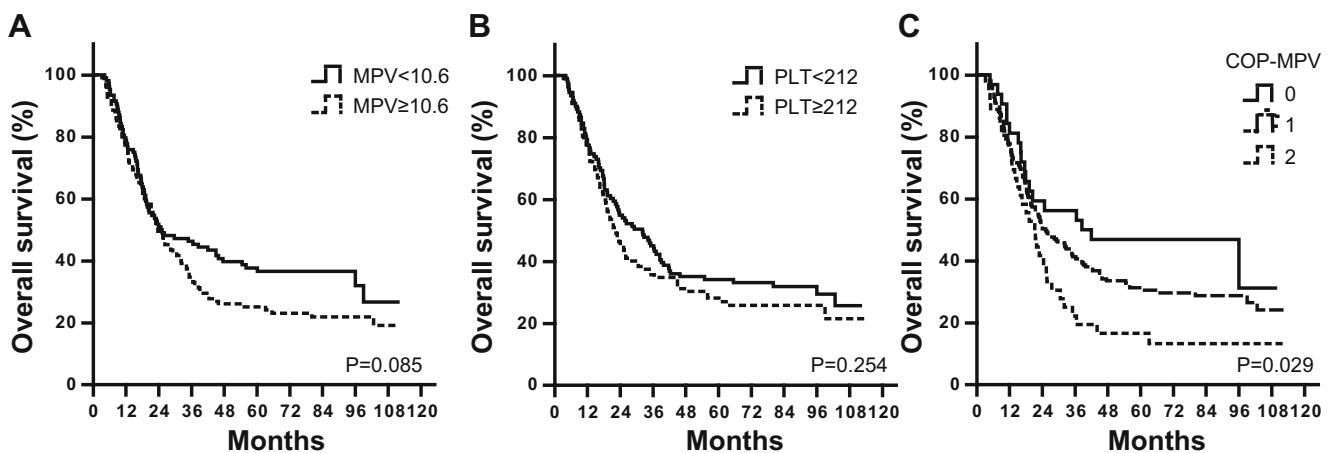 A
Overall survival (%)
100
80
60
40
20
0
MPV<10.6
MPV≥10.6
P=0.085
0 12 24 36 48 60 72 84 96 108 120
Months
B
Overall survival (%)
100
80
60
40
20
0
PLT<212
PLT≥212
P=0.254
0 12 24 36 48 60 72 84 96 108 120
Months
C
Overall survival (%)
100
80
60
40
20
0
COP-MPV
0
1
2
P=0.029
0 12 24 36 48 60 72 84 96 108 120
Months